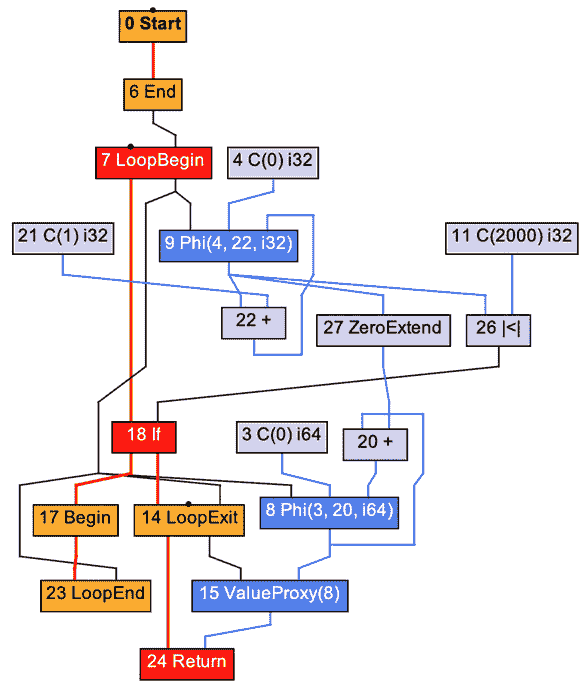 0 Start
6 End
7 LoopBegin
4 C(0) i32
21 C(1) i32
9 Phi(4, 22, i32)
11 C(2000) i32
22 +
27 ZeroExtend
26 |<|
18 If
3 C(0) i64
20 +
17 Begin
14 LoopExit
8 Phi(3, 20, i64)
23 LoopEnd
15 ValueProxy(8)
24 Return